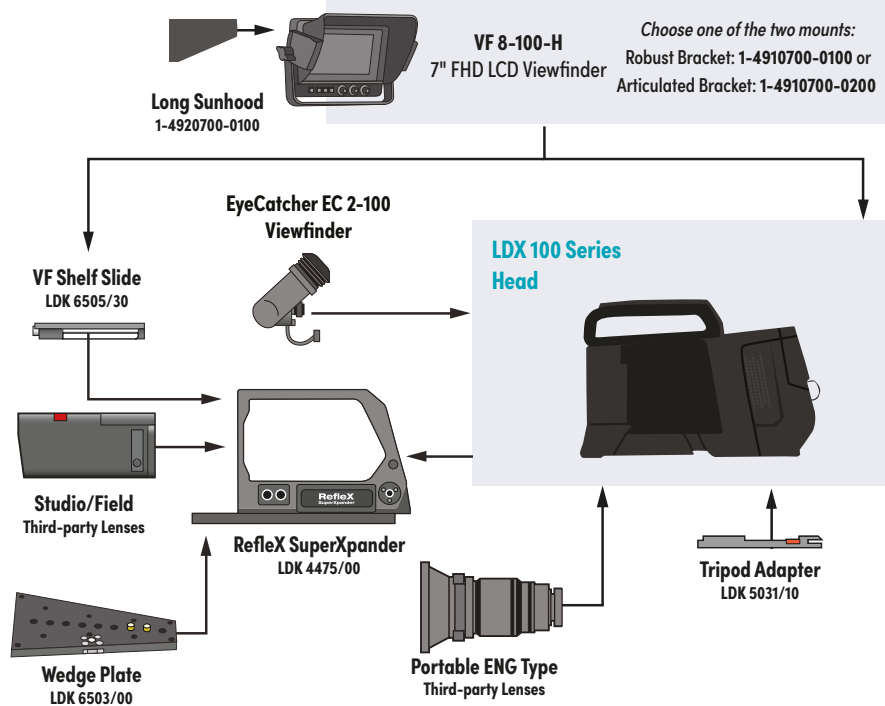 VF 8-100-H
7" FHD LCD Viewfinder
Choose one of the two mounts:
Robust Bracket: 1-4910700-0100 or
Articulated Bracket: 1-4910700-0200
Long Sunhood
1-4920700-0100
EyeCatcher EC 2-100
Viewfinder
LDX 100 Series
Head
VF Shelf Slide
LDK 6505/30
Studio/Field
Third-party Lenses
RefleX
SuperXpander
RefleX SuperXpander
LDK 4475/00
Tripod Adapter
LDK 5031/10
Wedge Plate
LDK 6503/00
Portable ENG Type
Third-party Lenses